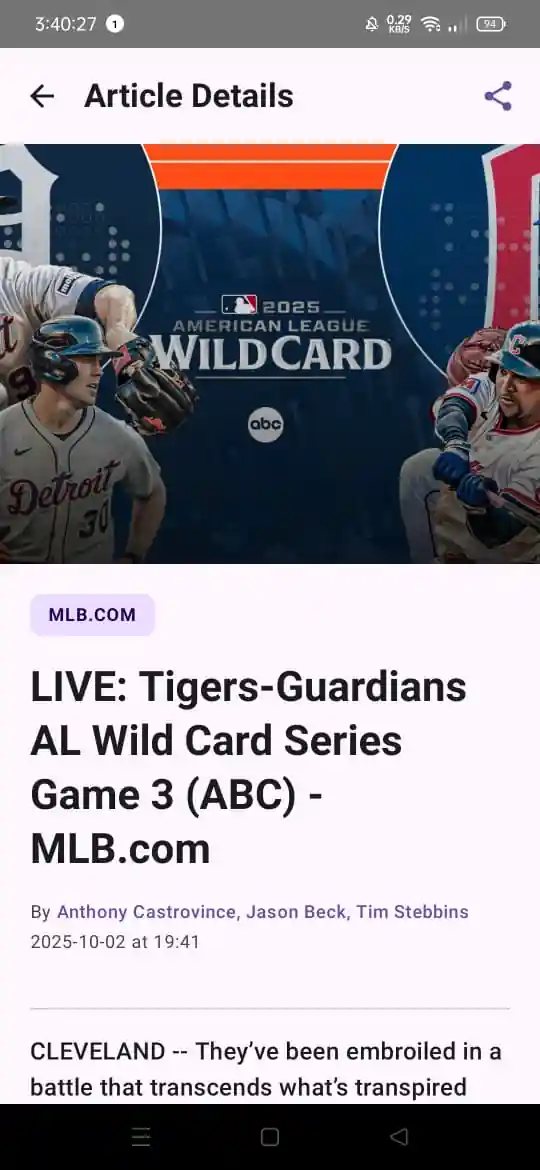 3:40:27 1 0.29 KB/S 94
Article Details
2025
AMERICAN LEAGUE
WILD CARD
abc
Detroit
30
C
MLB.COM
LIVE: Tigers-Guardians
AL Wild Card Series
Game 3 (ABC) -
MLB.com
By Anthony Castrovince, Jason Beck, Tim Stebbins
2025-10-02 at 19:41
CLEVELAND -- They’ve been embroiled in a
battle that transcends what’s transpired